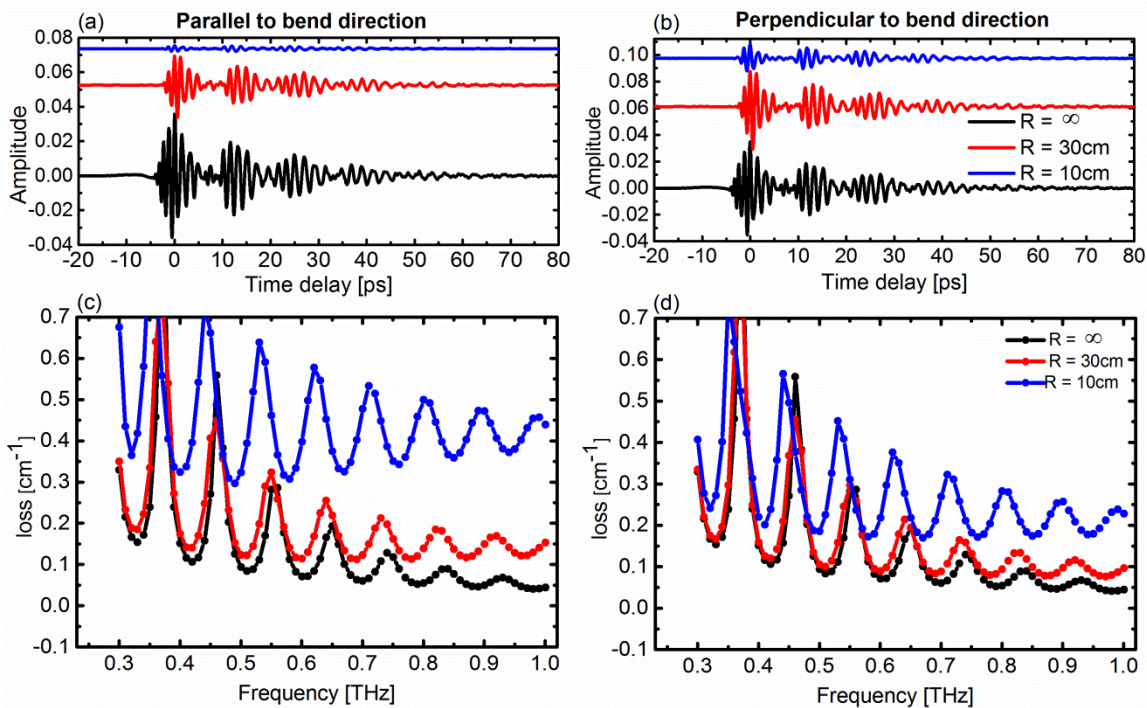 (a) Parallel to bend direction
0.08
0.06
0.04
0.02
0.00
-0.02
-0.04
Amplitude
-20 -10 0 10 20 30 40 50 60 70 80
Time delay [ps]
(b) Perpendicular to bend direction
0.10
0.08
0.06
0.04
0.02
0.00
-0.02
-0.04
Amplitude
R = ∞
R = 30cm
R = 10cm
-20 -10 0 10 20 30 40 50 60 70 80
Time delay [ps]
(c)
0.7
0.6
0.5
0.4
0.3
0.2
0.1
0.0
-0.1
loss [cm⁻¹]
0.3 0.4 0.5 0.6 0.7 0.8 0.9 1.0
Frequency [THz]
(d)
0.7
0.6
0.5
0.4
0.3
0.2
0.1
0.0
-0.1
loss [cm⁻¹]
R = ∞
R = 30cm
R = 10cm
0.3 0.4 0.5 0.6 0.7 0.8 0.9 1.0
Frequency [THz]